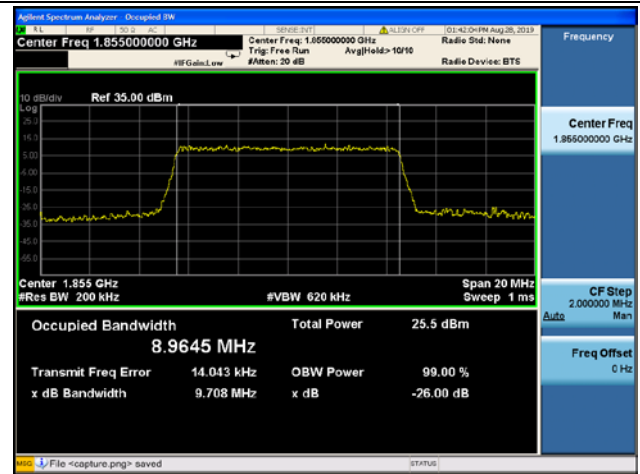 Agilent Spectrum Analyzer Occupied BW
RL RF 50 Ω AC SENSE:INT ALIGN OFF 01:42:04 PM Aug 28, 2019
Center Freq 1.855000000 GHz Center Freq: 1.855000000 GHz Radio Std: None
Trig: Free Run Avg|Hold:> 10/10
#IFGain:Low #Atten: 20 dB Radio Device: BTS
Frequency
10 dB/div Ref 35.00 dBm
Log
25.0
15.0
5.00
-5.00
-15.0
-25.0
-35.0
-45.0
-55.0
Center 1.855 GHz Span 20 MHz
#Res BW 200 kHz #VBW 620 kHz Sweep 1 ms
Occupied Bandwidth Total Power 25.5 dBm
8.9645 MHz
Transmit Freq Error 14.043 kHz OBW Power 99.00 %
x dB Bandwidth 9.708 MHz x dB -26.00 dB
Center Freq
1.855000000 GHz
CF Step
2.000000 MHz
Auto Man
Freq Offset
0 Hz
MSG File <capture.png> saved STATUS